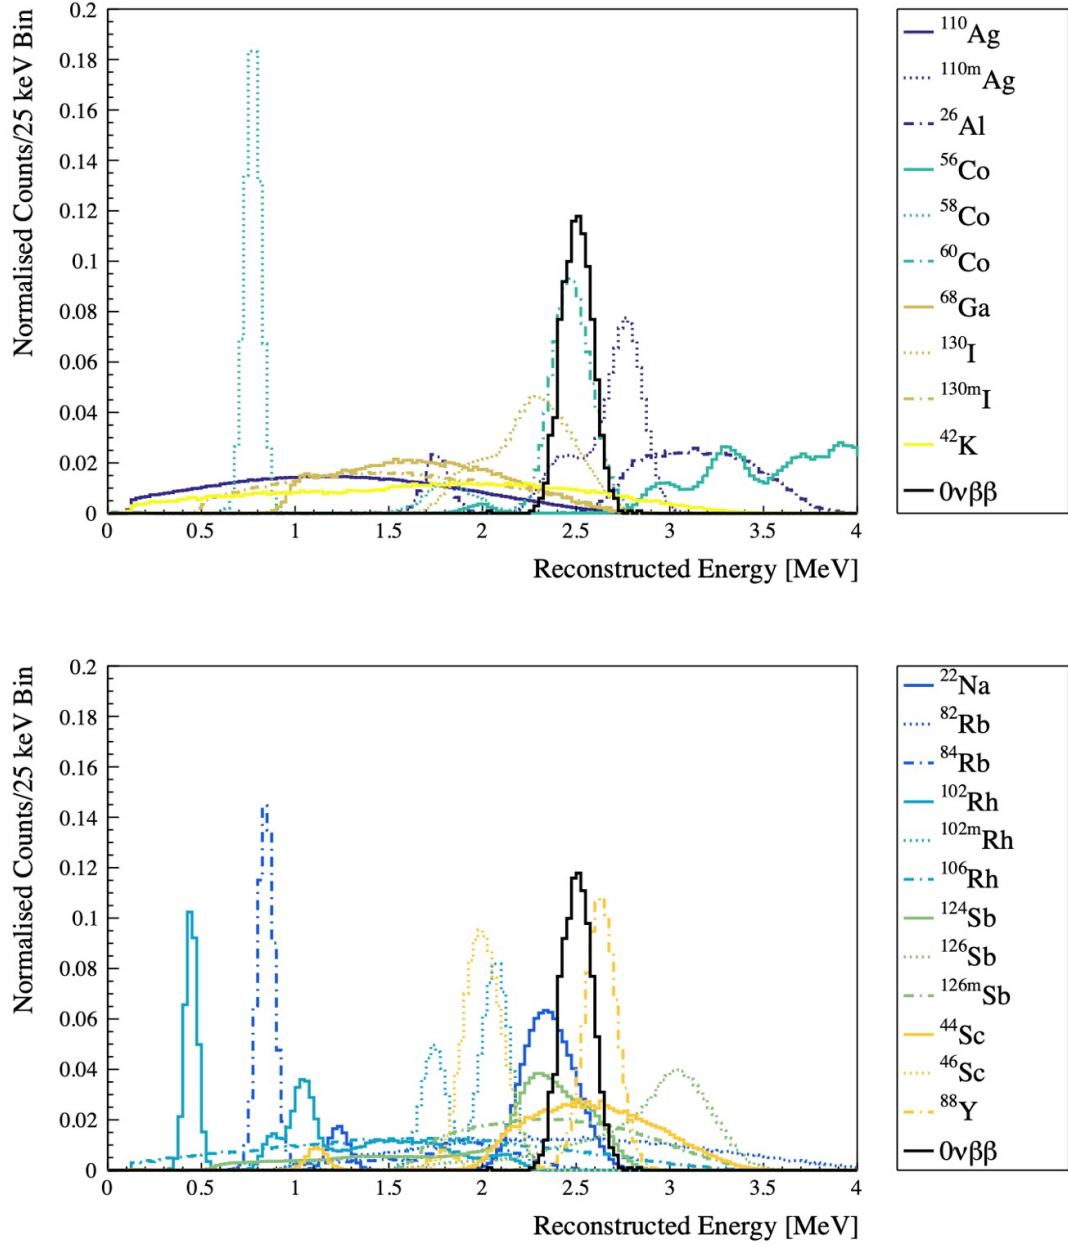 Normalised Counts/25 keV Bin
0.2
0.18
0.16
0.14
0.12
0.1
0.08
0.06
0.04
0.02
0
0 0.5 1 1.5 2 2.5 3 3.5 4
Reconstructed Energy [MeV]
¹¹⁰Ag
¹¹⁰ᵐAg
²⁶Al
⁵⁶Co
⁵⁸Co
⁶⁰Co
⁶⁸Ga
¹³⁰I
¹³⁰ᵐI
⁴²K
0νββ
Normalised Counts/25 keV Bin
0.2
0.18
0.16
0.14
0.12
0.1
0.08
0.06
0.04
0.02
0
0 0.5 1 1.5 2 2.5 3 3.5 4
Reconstructed Energy [MeV]
²²Na
⁸²Rb
⁸⁴Rb
¹⁰²Rh
¹⁰²ᵐRh
¹⁰⁶Rh
¹²⁴Sb
¹²⁶Sb
¹²⁶ᵐSb
⁴⁴Sc
⁴⁶Sc
⁸⁸Y
0νββ